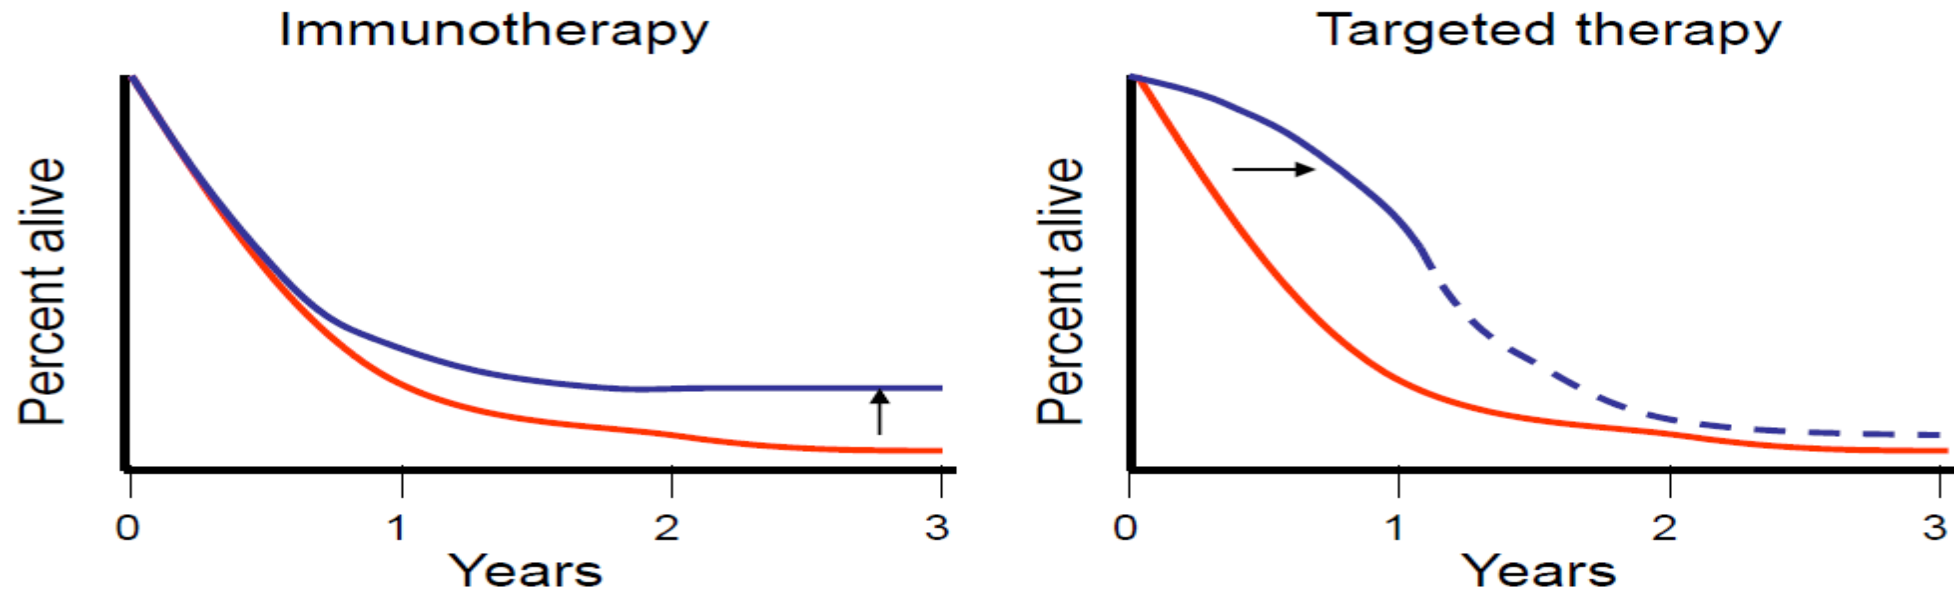 Immunotherapy
Percent alive
0 1 2 3
Years
Targeted therapy
Percent alive
0 1 2 3
Years